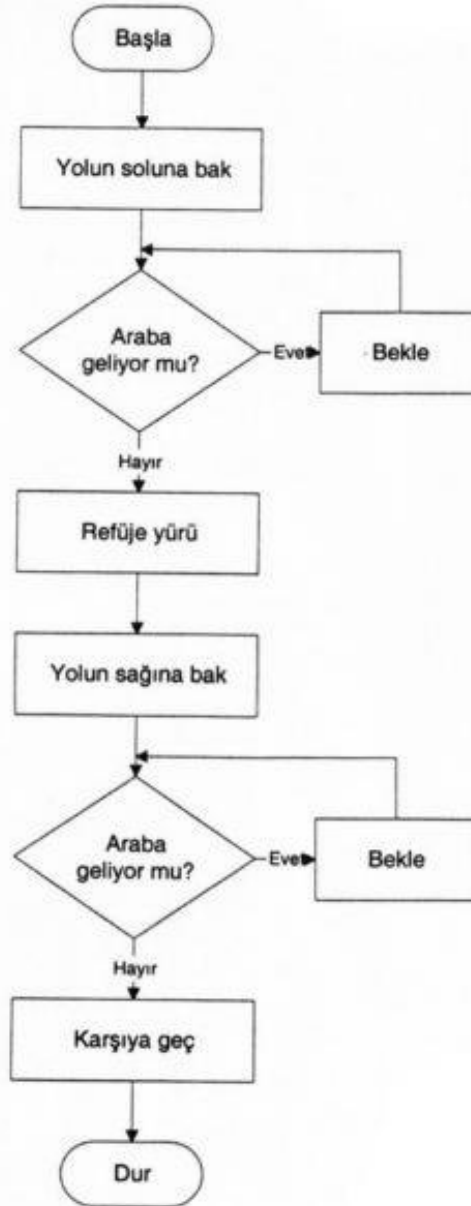 Başla
Yolun soluna bak
Araba
geliyor mu?
Evet
Bekle
Hayır
Refüje yürü
Yolun sağına bak
Araba
geliyor mu?
Evet
Bekle
Hayır
Karşıya geç
Dur